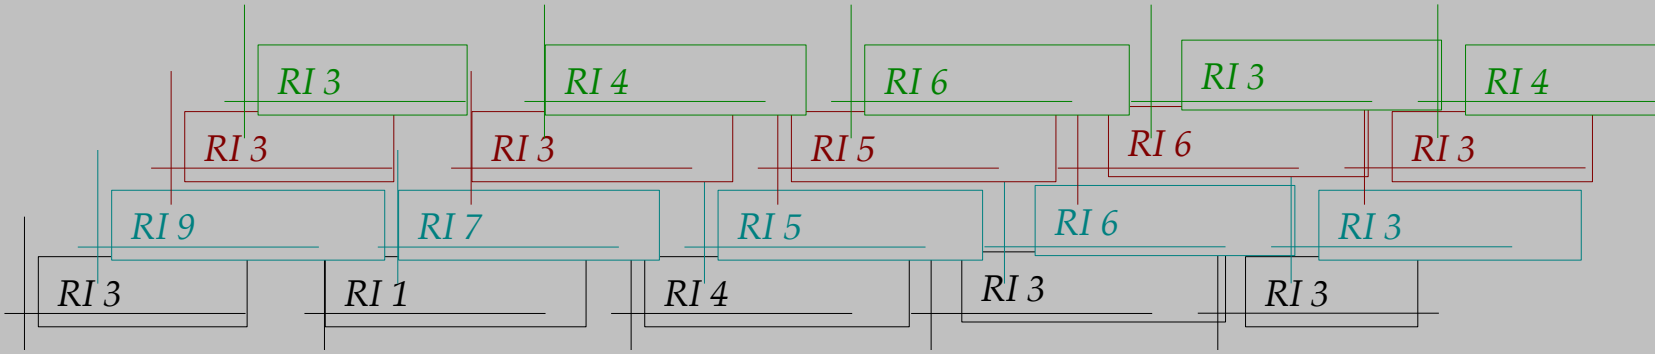 RI 3 RI 4 RI 6 RI 3 RI 4
RI 3 RI 3 RI 5 RI 6 RI 3
RI 9 RI 7 RI 5 RI 6 RI 3
RI 3 RI 1 RI 4 RI 3 RI 3